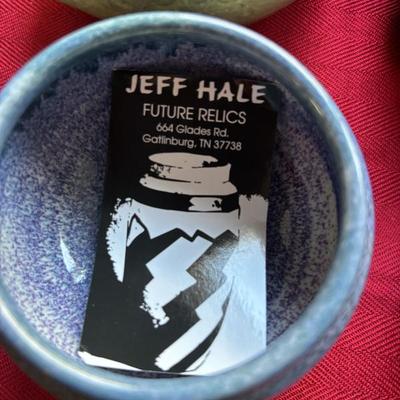 JEFF HALE
FUTURE RELICS
664 Glades Rd.
Gatlinburg, TN 37738